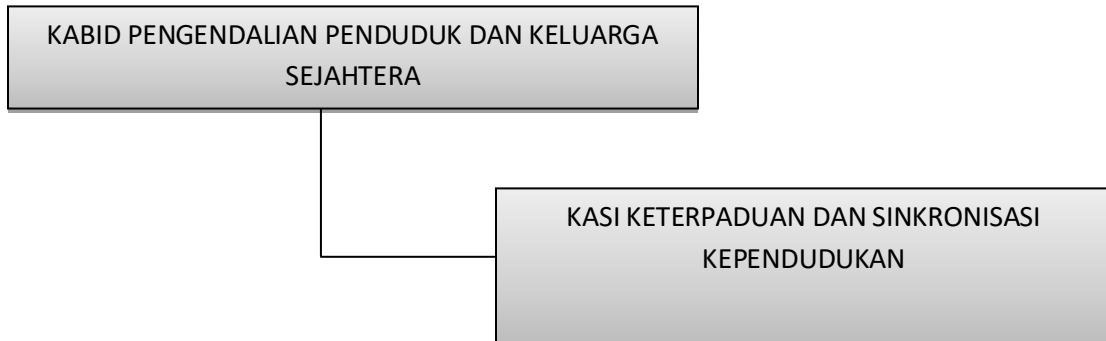 KABID PENGENDALIAN PENDUDUK DAN KELUARGA
SEJAHTERA
KASI KETERPADUAN DAN SINKRONISASI
KEPENDUDUKAN